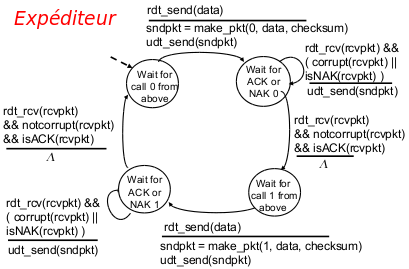 Expéditeur
rdt_send(data)
sndpkt = make_pkt(0, data, checksum)
udt_send(sndpkt)
Wait for
call 0 from
above
Wait for
ACK or
NAK 0
rdt_rcv(rcvpkt) &&
( corrupt(rcvpkt) ||
isNAK(rcvpkt) )
udt_send(sndpkt)
rdt_rcv(rcvpkt)
&& notcorrupt(rcvpkt)
&& isACK(rcvpkt)
Λ
rdt_rcv(rcvpkt)
&& notcorrupt(rcvpkt)
&& isACK(rcvpkt)
Λ
Wait for
ACK or
NAK 1
Wait for
call 1 from
above
rdt_rcv(rcvpkt) &&
( corrupt(rcvpkt) ||
isNAK(rcvpkt) )
udt_send(sndpkt)
rdt_send(data)
sndpkt = make_pkt(1, data, checksum)
udt_send(sndpkt)